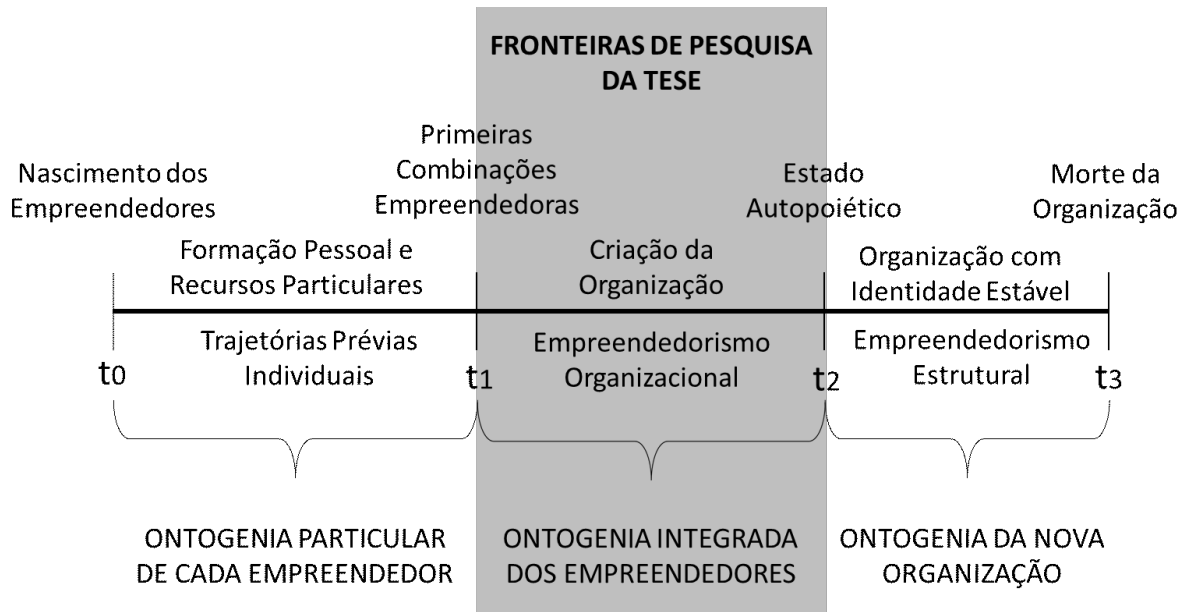 FRONTEIRAS DE PESQUISA
DA TESE
Nascimento dos
Empreendedores
Primeiras
Combinações
Empreendedoras
Estado
Autopoiético
Morte da
Organização
Formação Pessoal e
Recursos Particulares
Criação da
Organização
Organização com
Identidade Estável
Trajetórias Prévias
Individuais
Empreendedorismo
Organizacional
Empreendedorismo
Estrutural
t0
t1
t2
t3
ONTOGENIA PARTICULAR
DE CADA EMPREENDEDOR
ONTOGENIA INTEGRADA
DOS EMPREENDEDORES
ONTOGENIA DA NOVA
ORGANIZAÇÃO